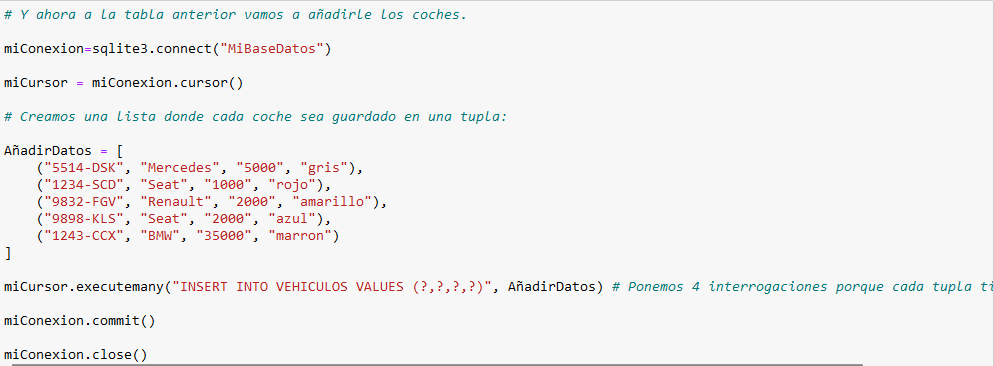 # Y ahora a la tabla anterior vamos a añadirle los coches.
miConexion=sqlite3.connect("MiBaseDatos")
miCursor = miConexion.cursor()
# Creamos una lista donde cada coche sea guardado en una tupla:
AñadirDatos = [
("5514-DSK", "Mercedes", "5000", "gris"),
("1234-SCD", "Seat", "1000", "rojo"),
("9832-FGV", "Renault", "2000", "amarillo"),
("9898-KLS", "Seat", "2000", "azul"),
("1243-CCX", "BMW", "35000", "marron")
]
miCursor.executemany("INSERT INTO VEHICULOS VALUES (?,?,?,?)", AñadirDatos) # Ponemos 4 interrogaciones porque cada tupla ti
miConexion.commit()
miConexion.close()